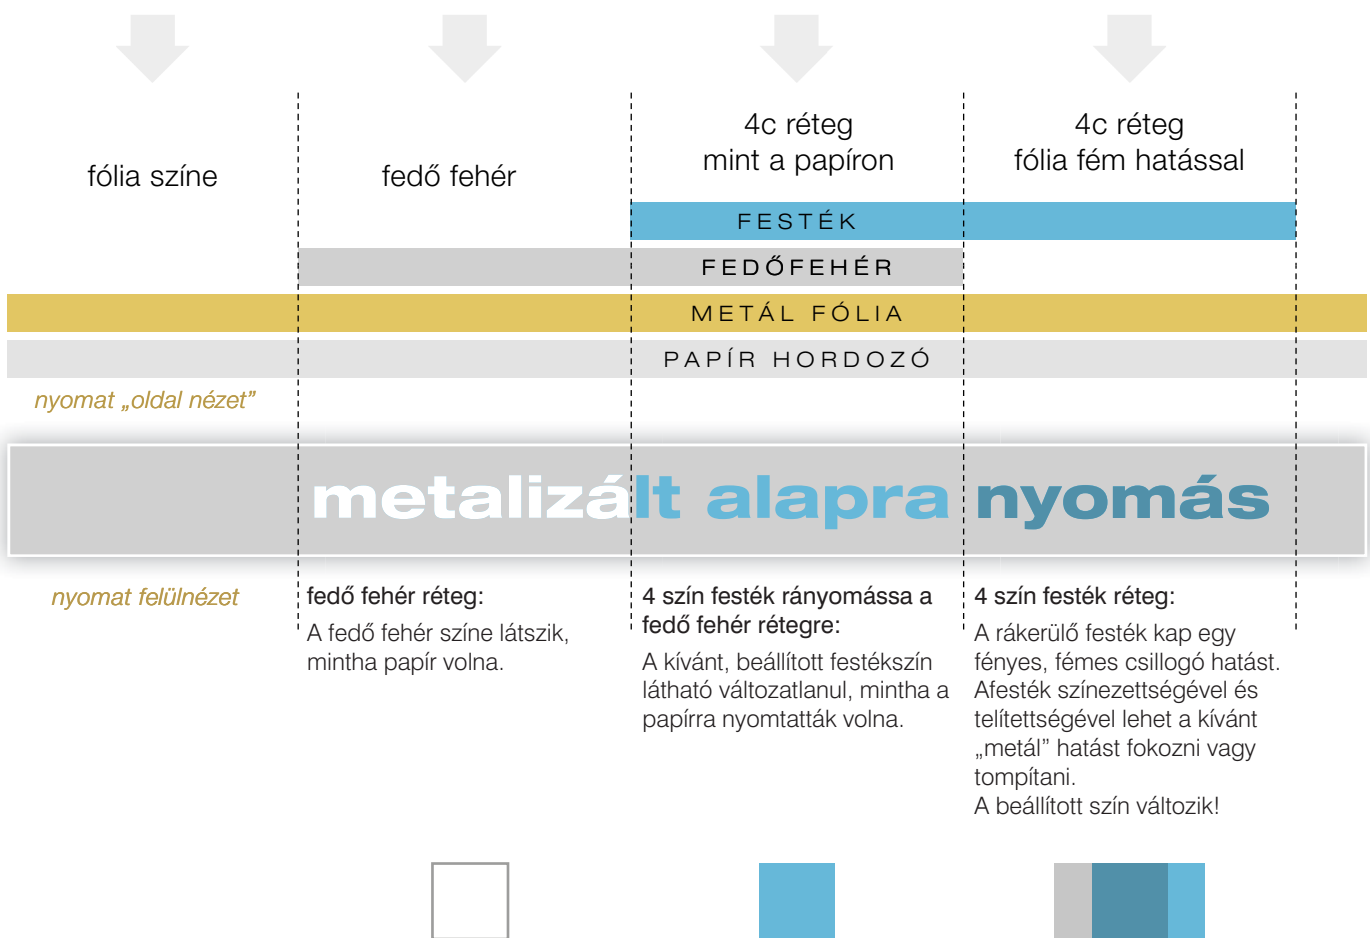 fólia színe
fedő fehér
4c réteg
mint a papíron
4c réteg
fólia fém hatással
FESTÉK
FEDŐFEHÉR
METÁL FÓLIA
PAPÍR HORDOZÓ
nyomat „oldal nézet”
metalizált alapra nyomás
nyomat felülnézet
fedő fehér réteg:
A fedő fehér színe látszik,
mintha papír volna.
4 szín festék rányomássa a
fedő fehér rétegre:
A kívánt, beállított festékszín
látható változatlanul, mintha a
papírra nyomtatták volna.
4 szín festék réteg:
A rákerülő festék kap egy
fényes, fémes csillogó hatást.
Afesték színezettségével és
telítettségével lehet a kívánt
„metál” hatást fokozni vagy
tompítani.
A beállított szín változik!